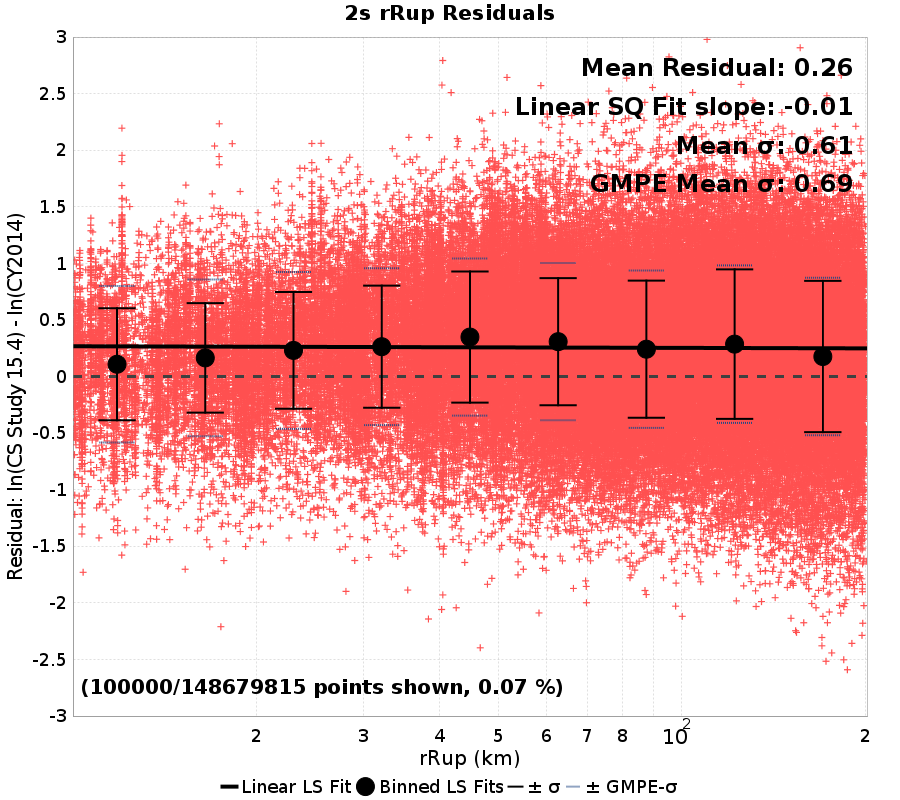 2s rRup Residuals
Mean Residual: 0.26
Linear SQ Fit slope: -0.01
Mean σ: 0.61
GMPE Mean σ: 0.69
Residual: ln(CS Study 15.4) - ln(CY2014)
3
2.5
2
1.5
1
0.5
0
-0.5
-1
-1.5
-2
-2.5
-3
(100000/148679815 points shown, 0.07 %)
2 3 4 5 6 7 8 10² 2
rRup (km)
Linear LS Fit Binned LS Fits ± σ ± GMPE-σ